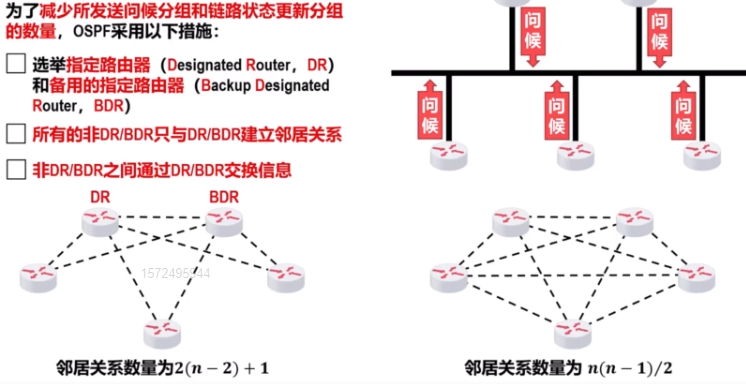 为了减少所发送问候分组和链路状态更新分组
的数量，OSPF采用以下措施：
选举指定路由器（Designated Router，DR）
和备用的指定路由器（Backup Designated
Router，BDR）
所有的非DR/BDR只与DR/BDR建立邻居关系
非DR/BDR之间通过DR/BDR交换信息
DR
BDR
1572495944
邻居关系数量为2(n − 2) + 1
问候
问候
问候
问候
问候
邻居关系数量为 n(n − 1)/2